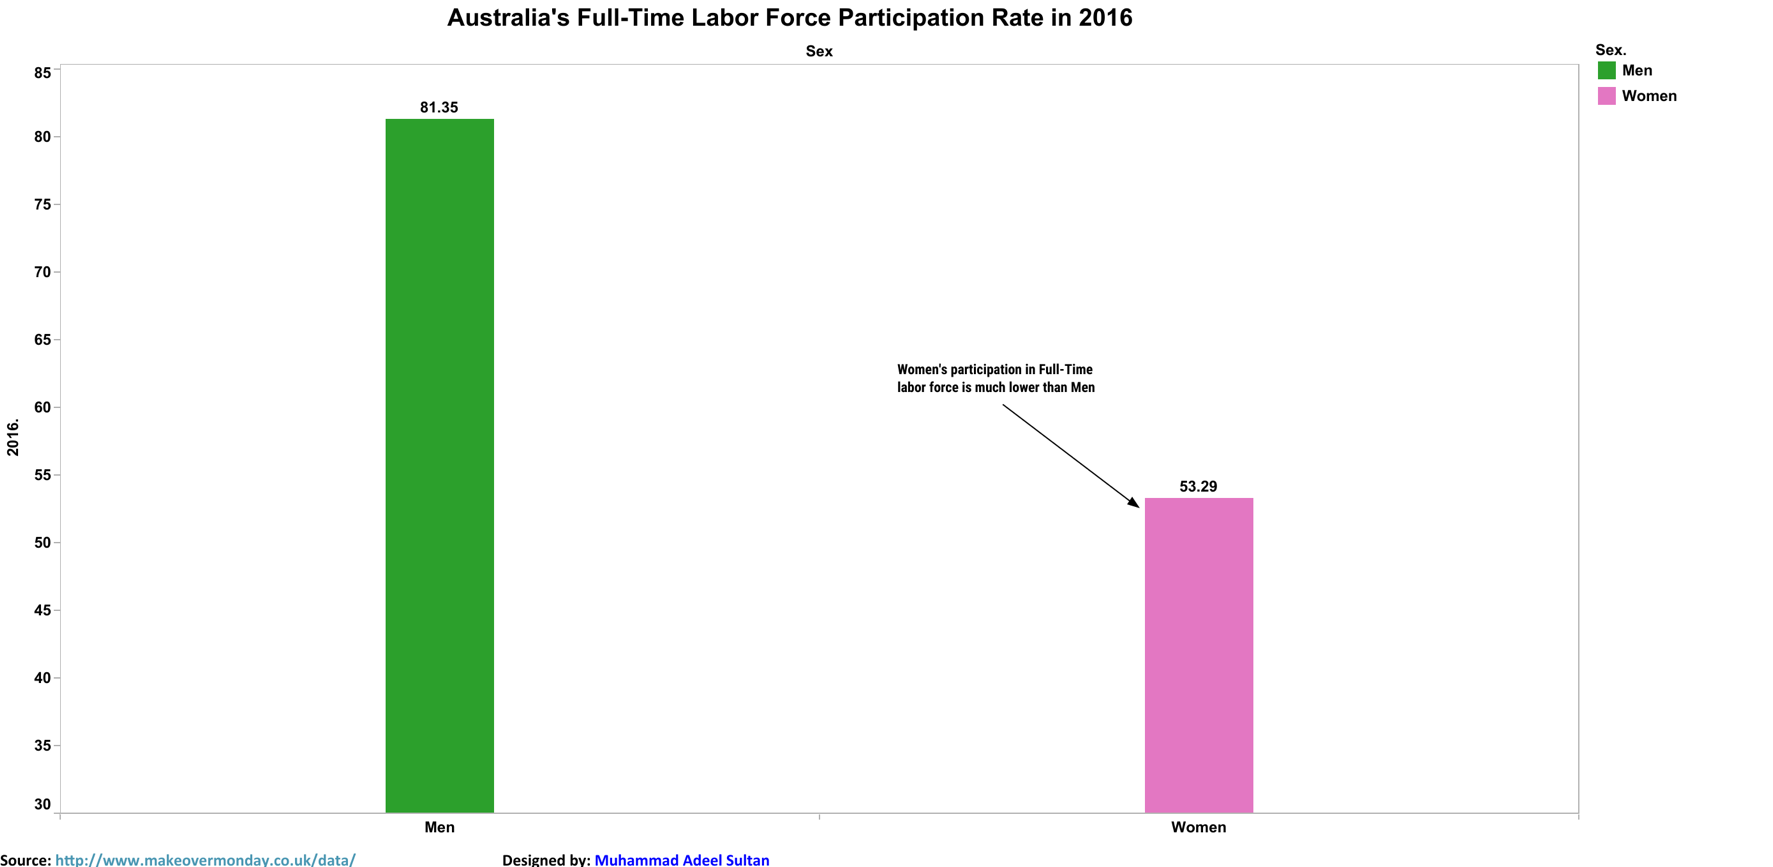 Australia's Full-Time Labor Force Participation Rate in 2016
Sex
Sex.
Men
Women
85
80
75
70
65
60
55
50
45
40
35
30
2016.
81.35
Women's participation in Full-Time
labor force is much lower than Men
53.29
Men
Women
Source: http://www.makeovermonday.co.uk/data/
Designed by: Muhammad Adeel Sultan